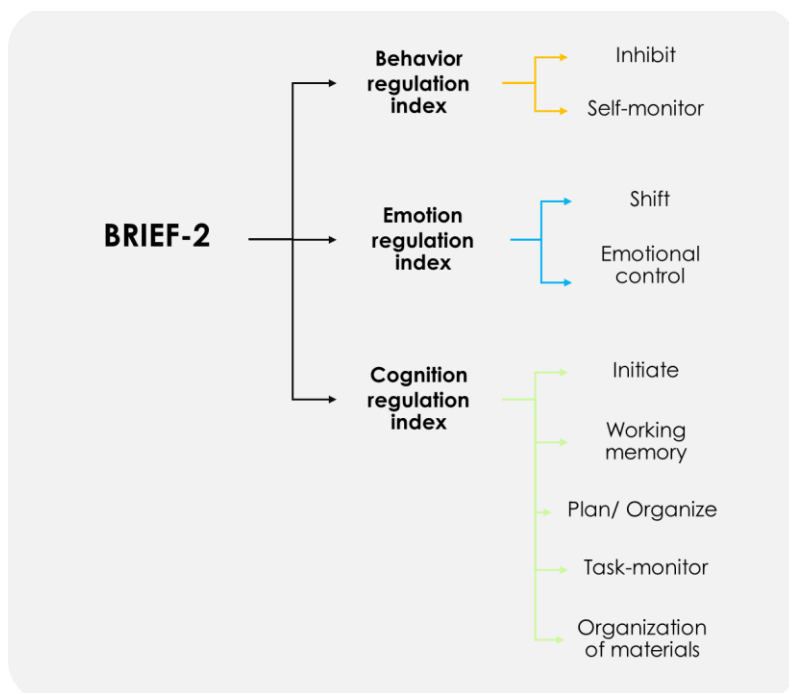 BRIEF-2
Behavior
regulation
index
Inhibit
Self-monitor
Emotion
regulation
index
Shift
Emotional
control
Cognition
regulation
index
Initiate
Working
memory
Plan/ Organize
Task-monitor
Organization
of materials